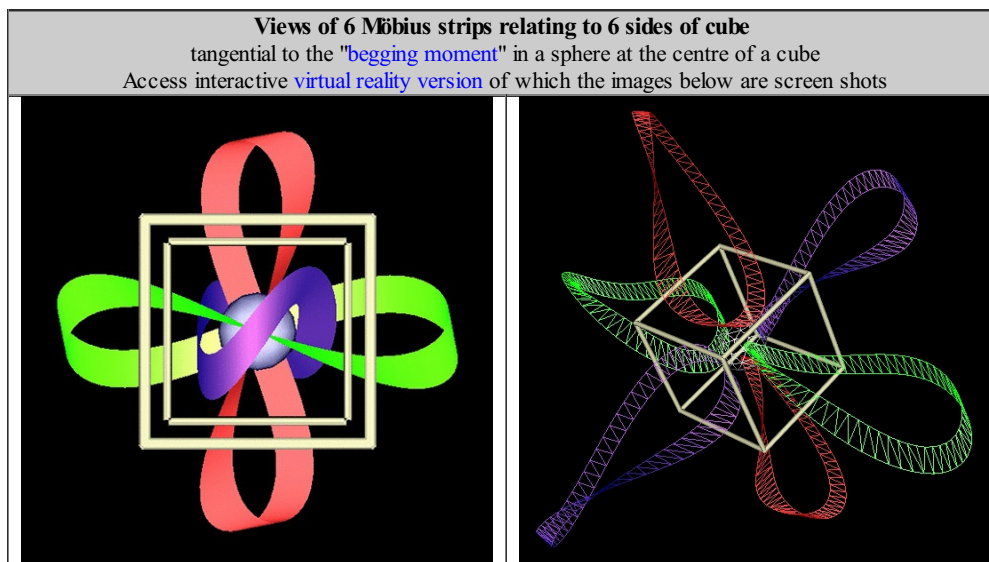 Views of 6 Möbius strips relating to 6 sides of cube
tangential to the "begging moment" in a sphere at the centre of a cube
Access interactive virtual reality version of which the images below are screen shots